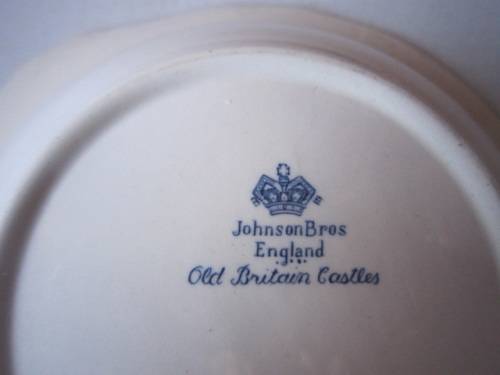 JohnsonBros
England
Old Britain Castles